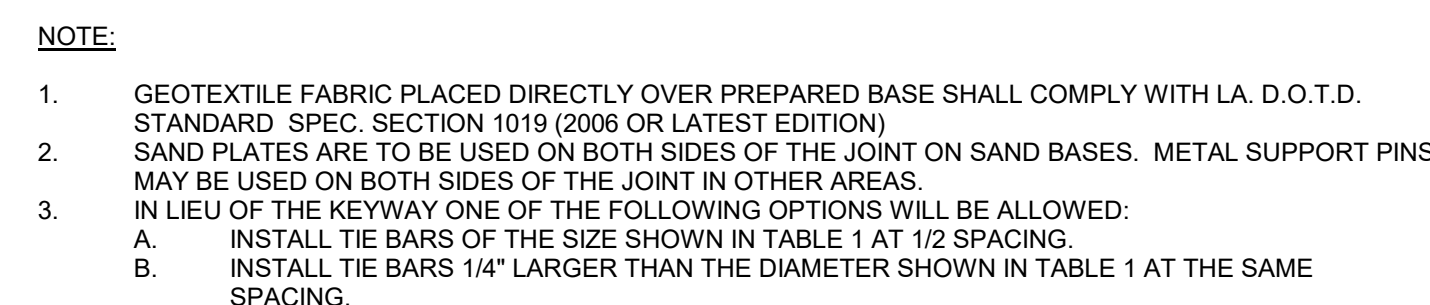 NOTE:
1. GEOTEXTILE FABRIC PLACED DIRECTLY OVER PREPARED BASE SHALL COMPLY WITH LA. D.O.T.D.
STANDARD SPEC. SECTION 1019 (2006 OR LATEST EDITION)
2. SAND PLATES ARE TO BE USED ON BOTH SIDES OF THE JOINT ON SAND BASES. METAL SUPPORT PINS
MAY BE USED ON BOTH SIDES OF THE JOINT IN OTHER AREAS.
3. IN LIEU OF THE KEYWAY ONE OF THE FOLLOWING OPTIONS WILL BE ALLOWED:
A. INSTALL TIE BARS OF THE SIZE SHOWN IN TABLE 1 AT 1/2 SPACING.
B. INSTALL TIE BARS 1/4" LARGER THAN THE DIAMETER SHOWN IN TABLE 1 AT THE SAME
SPACING.